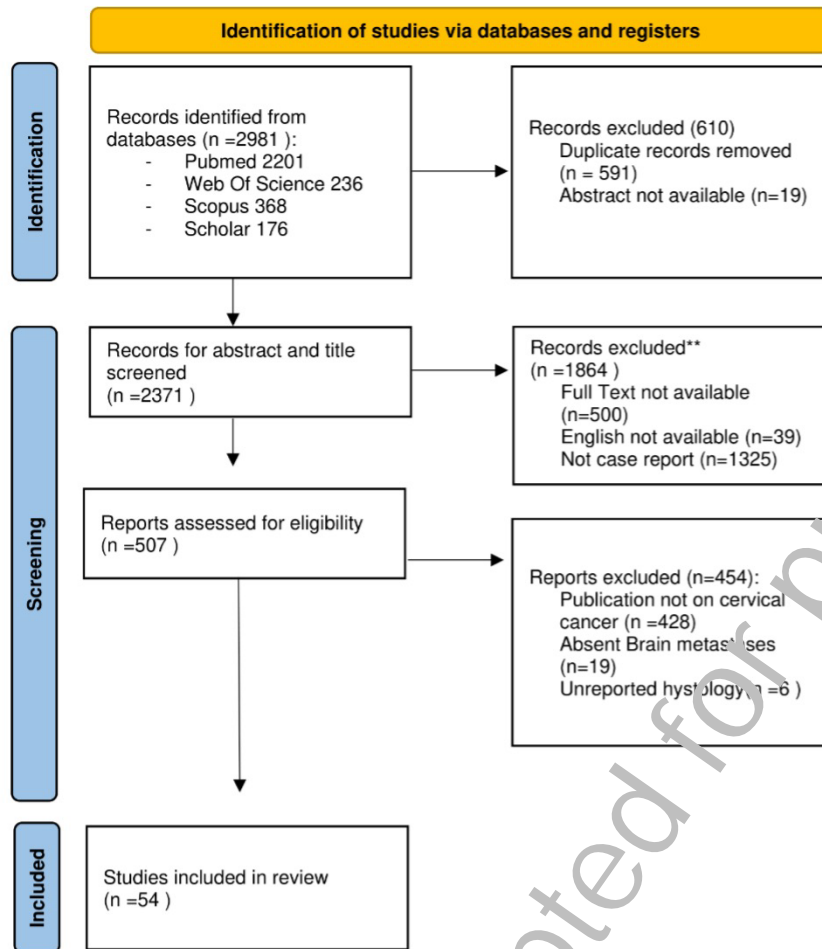 Identification of studies via databases and registers
Identification
Records identified from
databases (n =2981 ):
- Pubmed 2201
- Web Of Science 236
- Scopus 368
- Scholar 176
Records excluded (610)
Duplicate records removed
(n = 591)
Abstract not available (n=19)
Screening
Records for abstract and title
screened
(n =2371 )
Records excluded**
(n =1864 )
Full Text not available
(n=500)
English not available (n=39)
Not case report (n=1325)
Reports assessed for eligibility
(n =507 )
Reports excluded (n=454):
Publication not on cervical
cancer (n =428)
Absent Brain metastases
(n=19)
Unreported hystology(n =6 )
Included
Studies included in review
(n =54 )
for